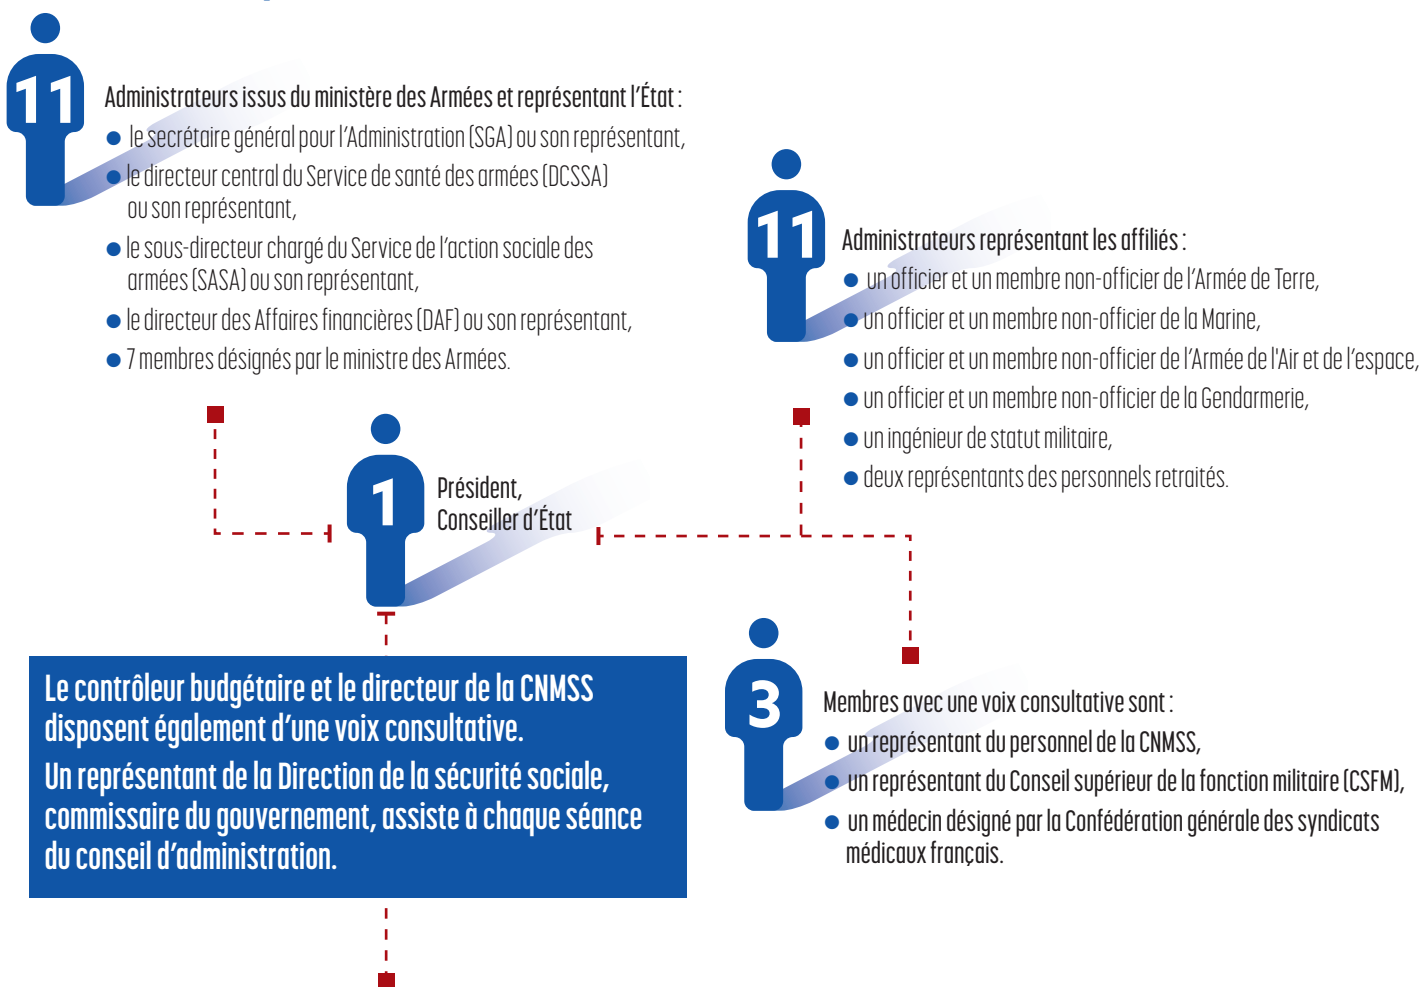 11
Administrateurs issus du ministère des Armées et représentant l'État :
● le secrétaire général pour l'Administration (SGA) ou son représentant,
● le directeur central du Service de santé des armées (DCSSA)
ou son représentant,
● le sous-directeur chargé du Service de l'action sociale des
armées (SASA) ou son représentant,
● le directeur des Affaires financières (DAF) ou son représentant,
● 7 membres désignés par le ministre des Armées.
11
Administrateurs représentant les affiliés :
● un officier et un membre non-officier de l'Armée de Terre,
● un officier et un membre non-officier de la Marine,
● un officier et un membre non-officier de l'Armée de l'Air et de l'espace,
● un officier et un membre non-officier de la Gendarmerie,
● un ingénieur de statut militaire,
● deux représentants des personnels retraités.
1
Président,
Conseiller d'État
Le contrôleur budgétaire et le directeur de la CNMSS
disposent également d'une voix consultative.
Un représentant de la Direction de la sécurité sociale,
commissaire du gouvernement, assiste à chaque séance
du conseil d'administration.
3
Membres avec une voix consultative sont :
● un représentant du personnel de la CNMSS,
● un représentant du Conseil supérieur de la fonction militaire (CSFM),
● un médecin désigné par la Confédération générale des syndicats
médicaux français.